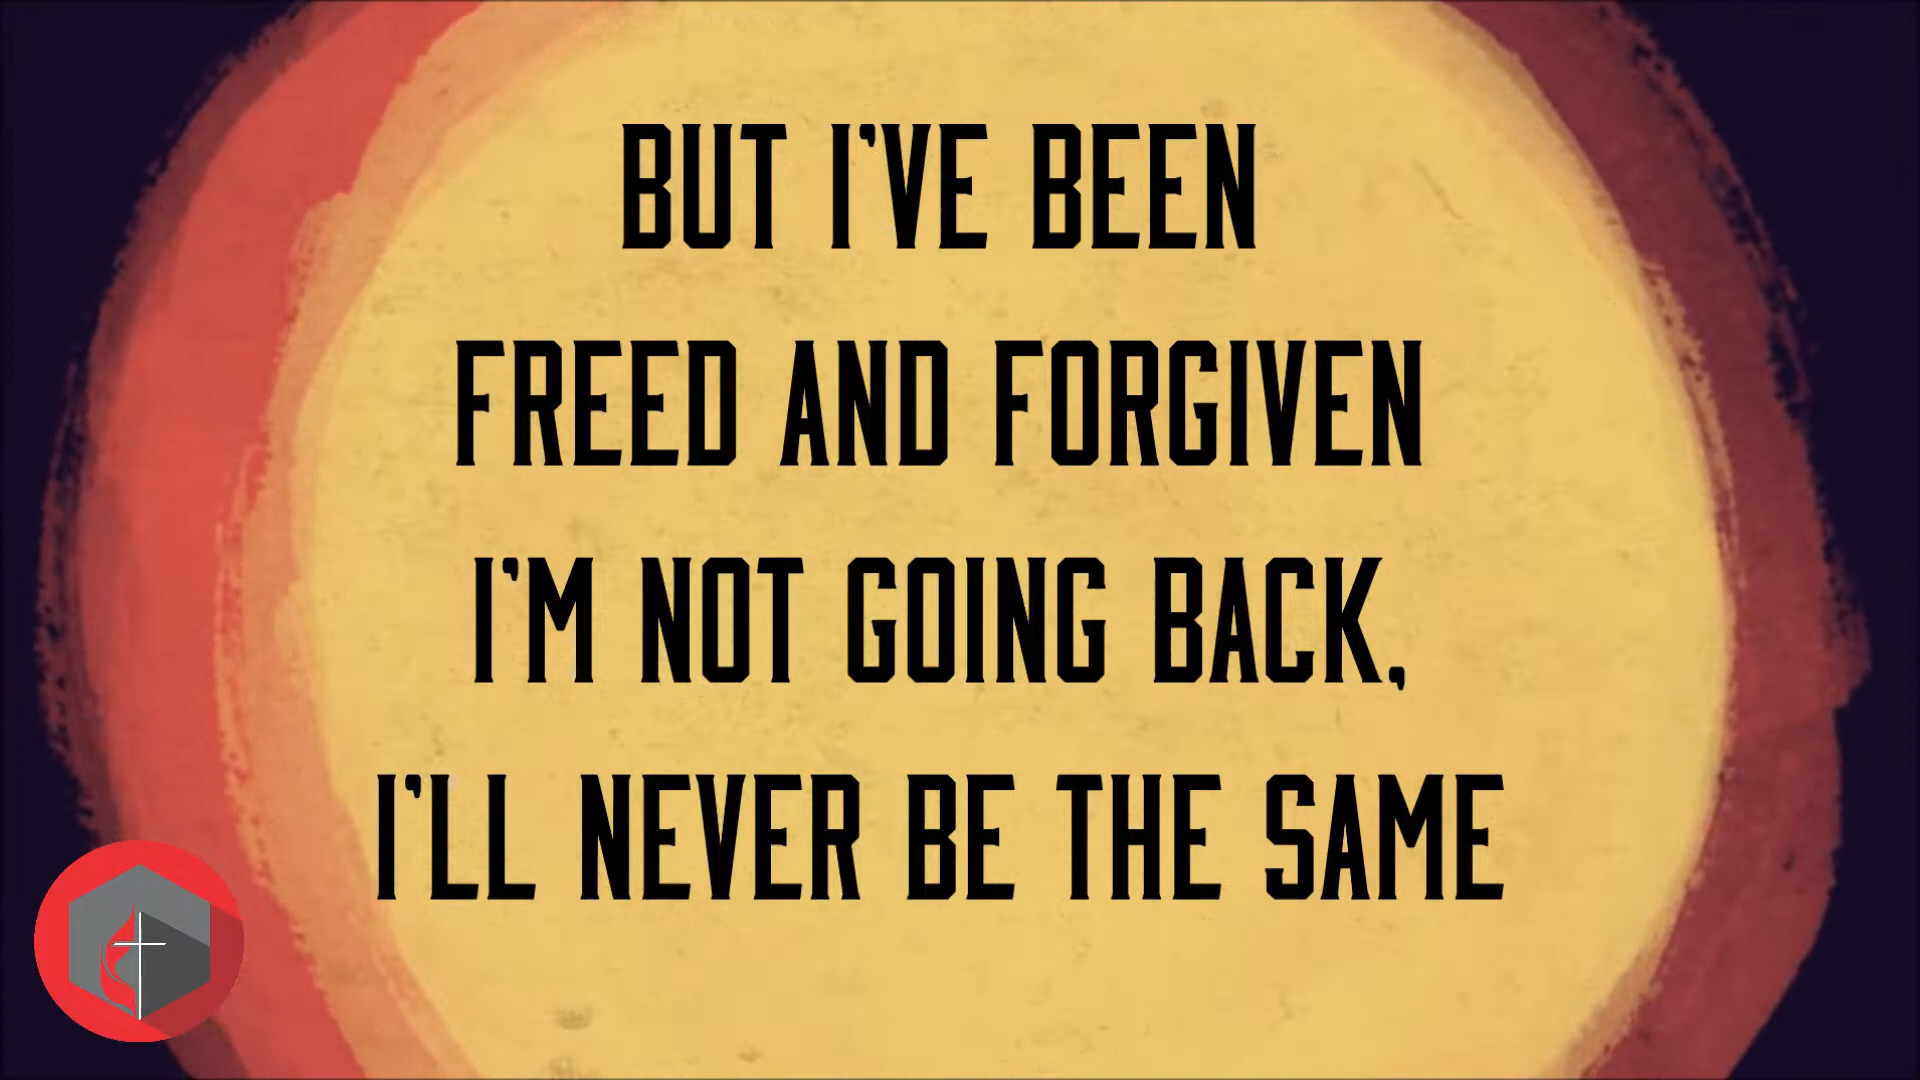 BUT I'VE BEEN
FREED AND FORGIVEN
I'M NOT GOING BACK,
I'LL NEVER BE THE SAME